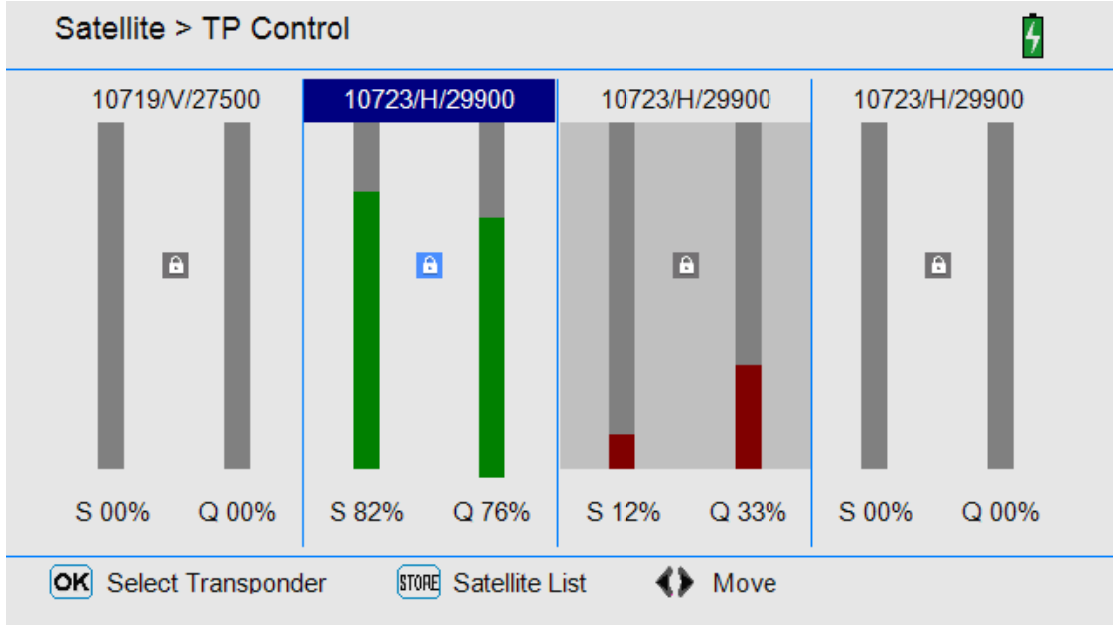 Satellite > TP Control
10719/V/27500 10723/H/29900 10723/H/29900 10723/H/29900
S 00% Q 00% S 82% Q 76% S 12% Q 33% S 00% Q 00%
OK Select Transponder STORE Satellite List Move